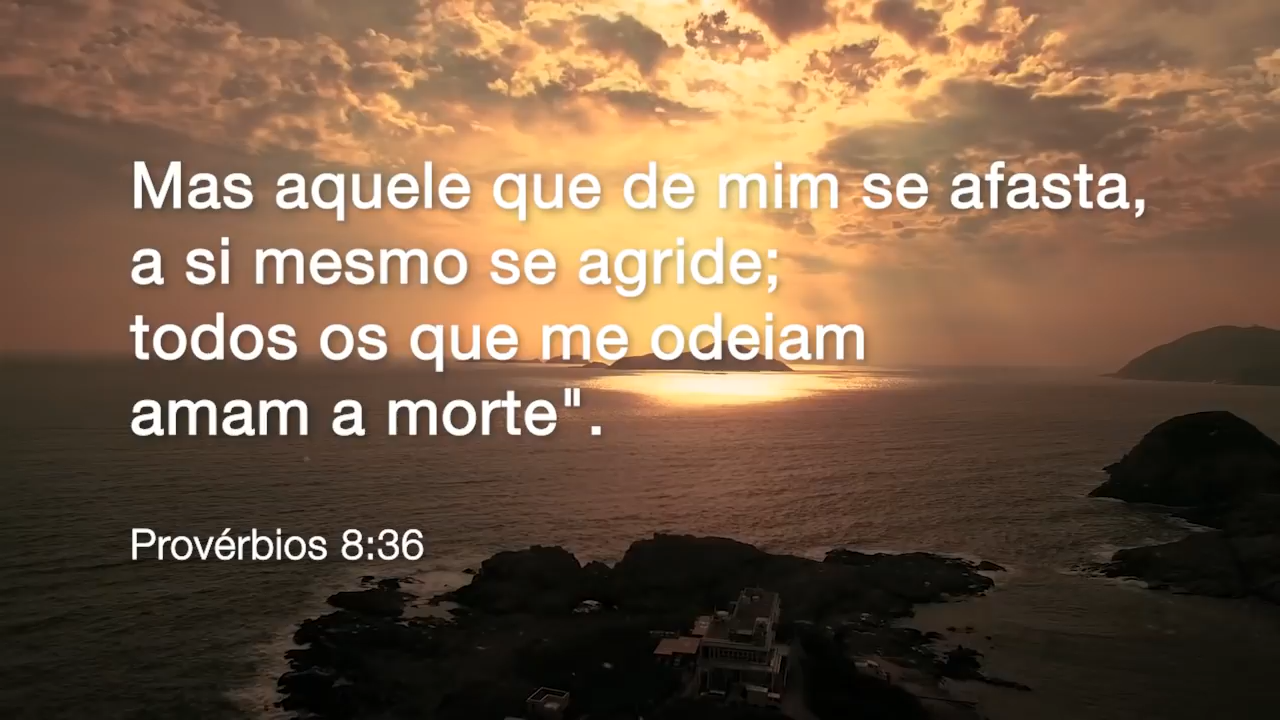 Mas aquele que de mim se afasta,
a si mesmo se agride;
todos os que me odeiam
amam a morte".
Provérbios 8:36